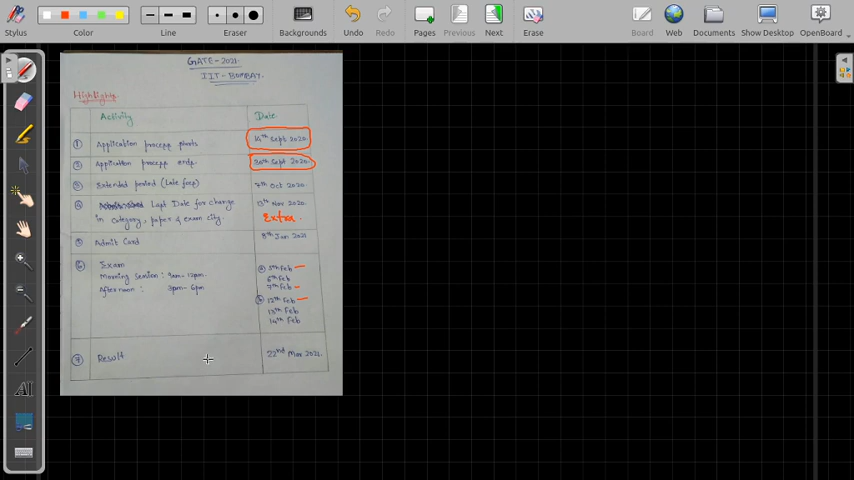 Stylus
Color
Line
Eraser
Backgrounds
Undo
Redo
Pages
Previous
Next
Erase
Board
Web
Documents
Show Desktop
OpenBoard
GATE-2021
IIT-BOMBAY
Highlights
Activity Date
① Application process starts 14th Sept 2020
② Application process ends 30th Sept 2020
③ Extended period (Late fees) 7th Oct 2020
④ Last Date for change 13th Nov 2020
in category, paper & exam city. Extra.
⑤ Admit Card 8th Jan 2021
⑥ Exam
Morning session : 9am-12pm
Afternoon : 3pm-6pm
5th Feb
6th Feb
7th Feb
12th Feb
13th Feb
14th Feb
⑦ Result 22nd Mar 2021
AI